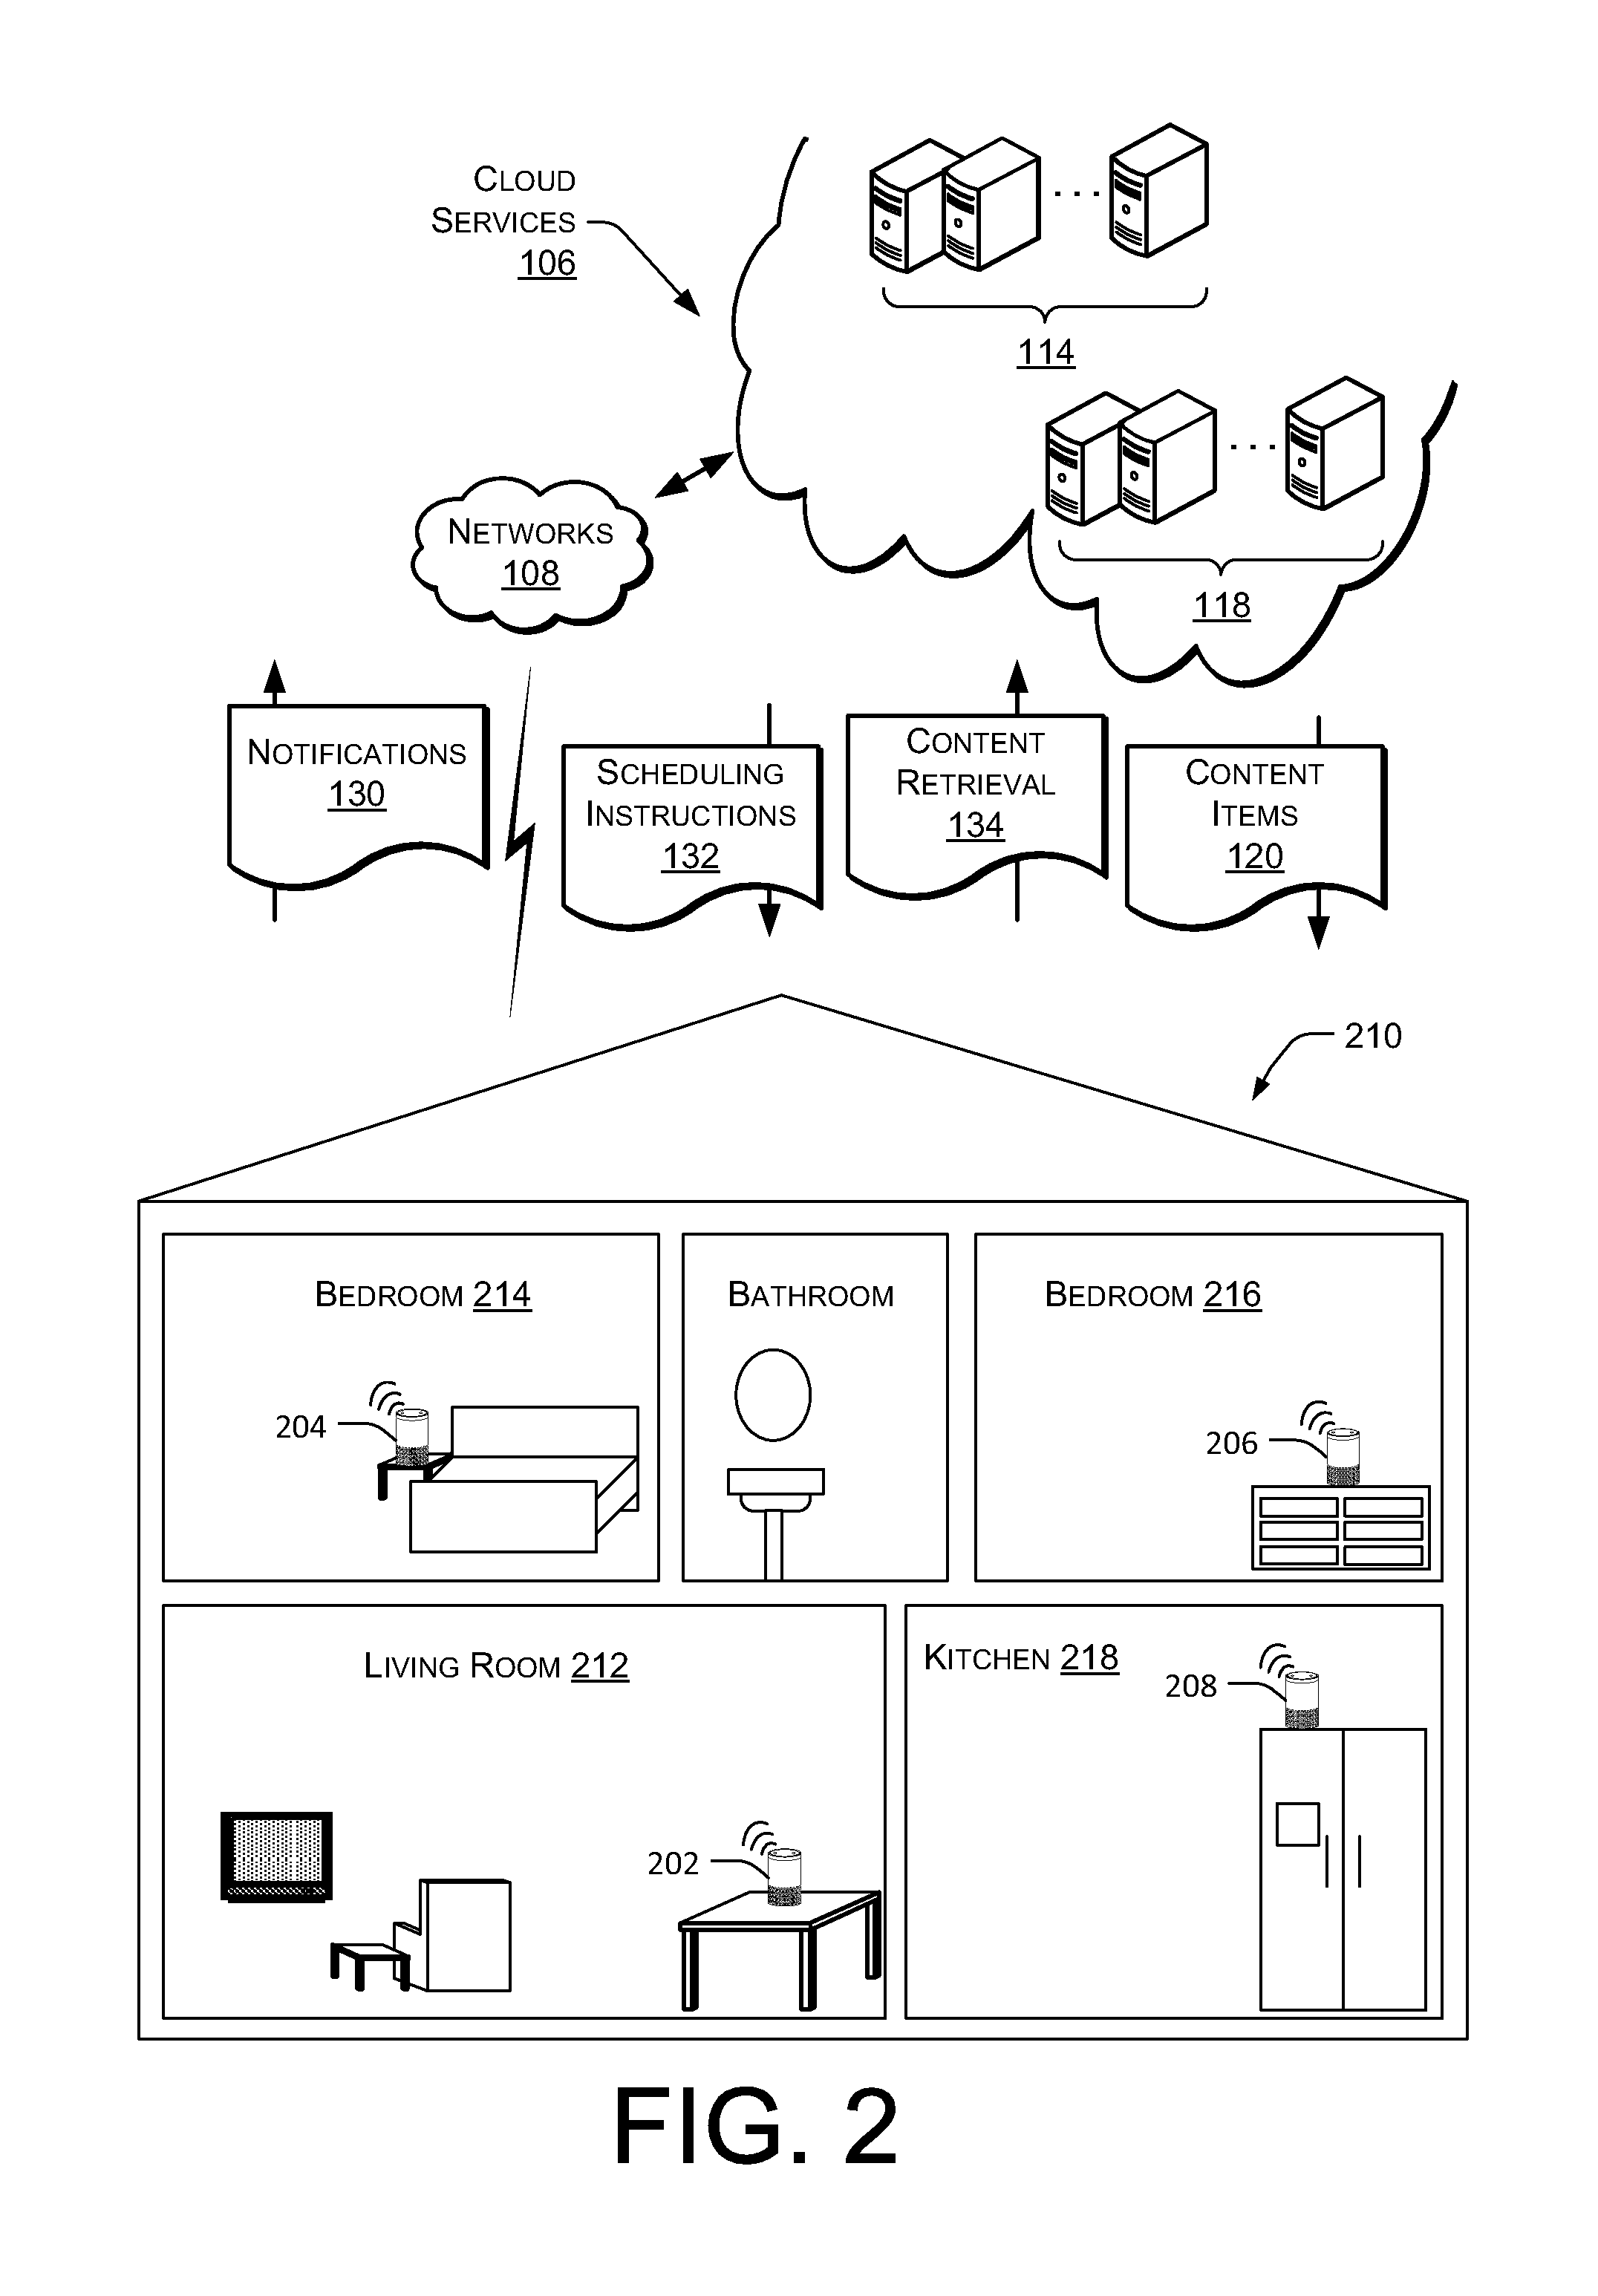 CLOUD
SERVICES
106
114
118
NETWORKS
108
NOTIFICATIONS
130
SCHEDULING
INSTRUCTIONS
132
CONTENT
RETRIEVAL
134
CONTENT
ITEMS
120
210
BEDROOM 214
BATHROOM
BEDROOM 216
204
206
LIVING ROOM 212
KITCHEN 218
208
202
FIG. 2